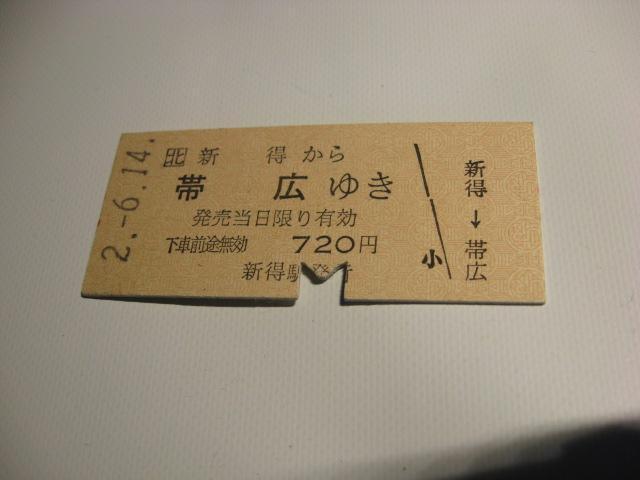 2.-6.14.
北 新得から
帯広ゆき
発売当日限り有効
下車前途無効 720円
新得駅発行
小
新得→帯広